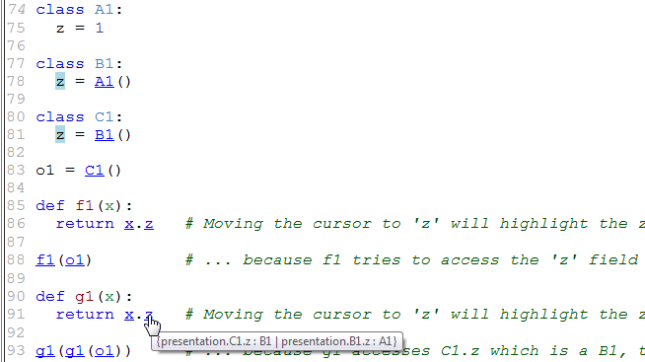 74 class A1:
75 z = 1
76
77 class B1:
78 z = A1()
79
80 class C1:
81 z = B1()
82
83 o1 = C1()
84
85 def f1(x):
86 return x.z # Moving the cursor to 'z' will highlight the z
87
88 f1(o1) # ... because f1 tries to access the 'z' field
89
90 def g1(x):
91 return x.z # Moving the cursor to 'z' will highlight the z
92
{presentation.C1.z : B1 | presentation.B1.z : A1}
93 g1(g1(o1)) # ... because g1 accesses C1.z which is a B1, t